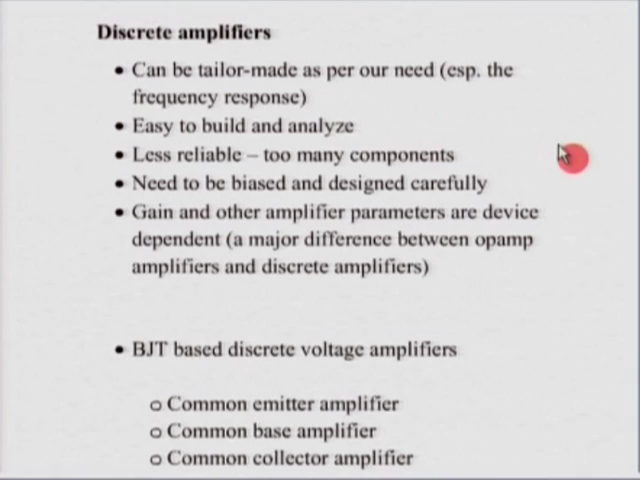 Discrete amplifiers
• Can be tailor-made as per our need (esp. the
frequency response)
• Easy to build and analyze
• Less reliable – too many components
• Need to be biased and designed carefully
• Gain and other amplifier parameters are device
dependent (a major difference between opamp
amplifiers and discrete amplifiers)
• BJT based discrete voltage amplifiers
o Common emitter amplifier
o Common base amplifier
o Common collector amplifier